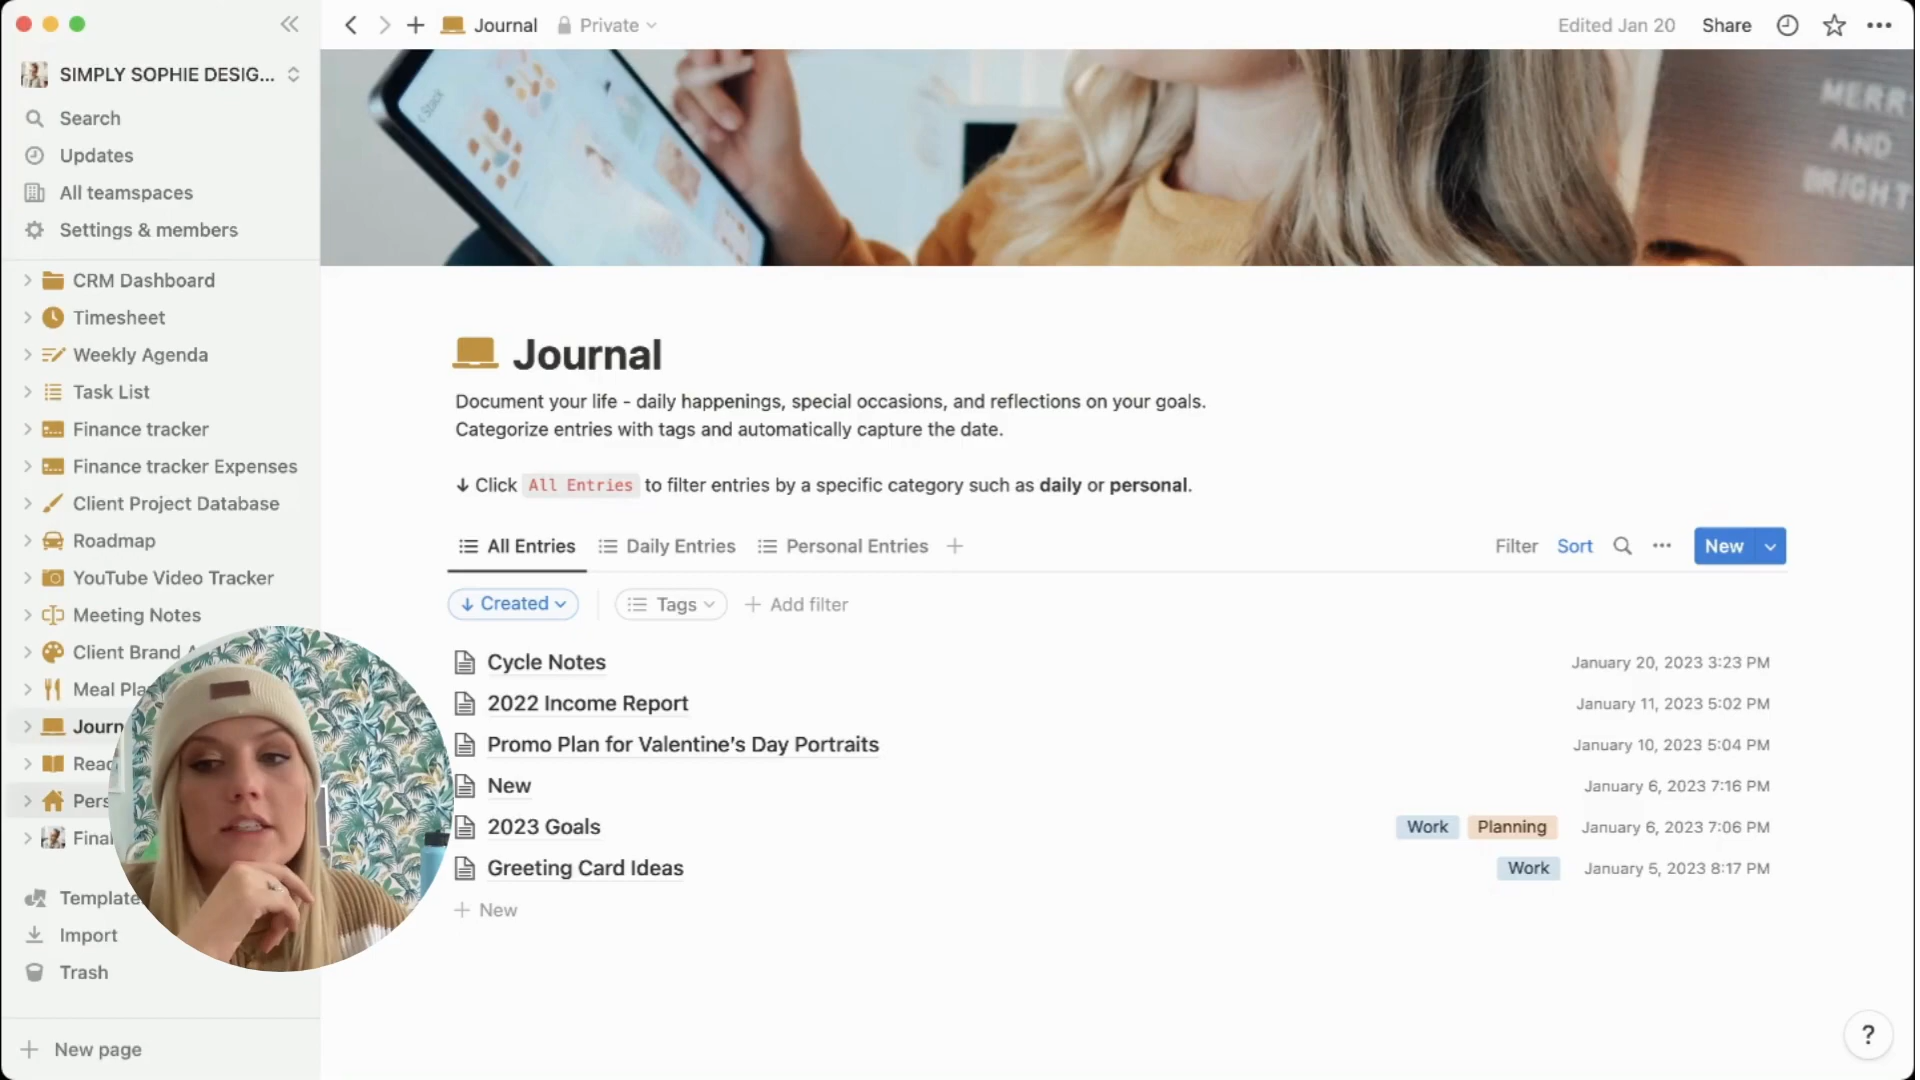 Journal
Private
Edited Jan 20
Share
SIMPLY SOPHIE DESIG...
Search
Updates
All teamspaces
Settings & members
CRM Dashboard
Timesheet
Weekly Agenda
Task List
Finance tracker
Finance tracker Expenses
Client Project Database
Roadmap
YouTube Video Tracker
Meeting Notes
Client Brand
Meal Pla
Journ
Read
Pers
Final
Template
Import
Trash
New page
Stack
MERR
AND
BRIGHT
Journal
Document your life - daily happenings, special occasions, and reflections on your goals.
Categorize entries with tags and automatically capture the date.
↓ Click All Entries to filter entries by a specific category such as daily or personal.
All Entries
Daily Entries
Personal Entries
Filter
Sort
New
↓ Created
Tags
+ Add filter
Cycle Notes January 20, 2023 3:23 PM
2022 Income Report January 11, 2023 5:02 PM
Promo Plan for Valentine's Day Portraits January 10, 2023 5:04 PM
New January 6, 2023 7:16 PM
2023 Goals Work Planning January 6, 2023 7:06 PM
Greeting Card Ideas Work January 5, 2023 8:17 PM
+ New
?